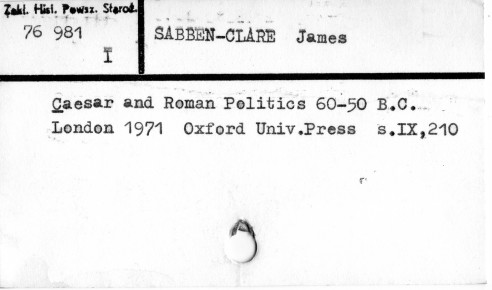 Zakł. Hist. Powsz. Staroż.
76 981
I
SABBEN-CLARE James
Caesar and Roman Politics 60-50 B.C.
London 1971 Oxford Univ.Press s.IX,210